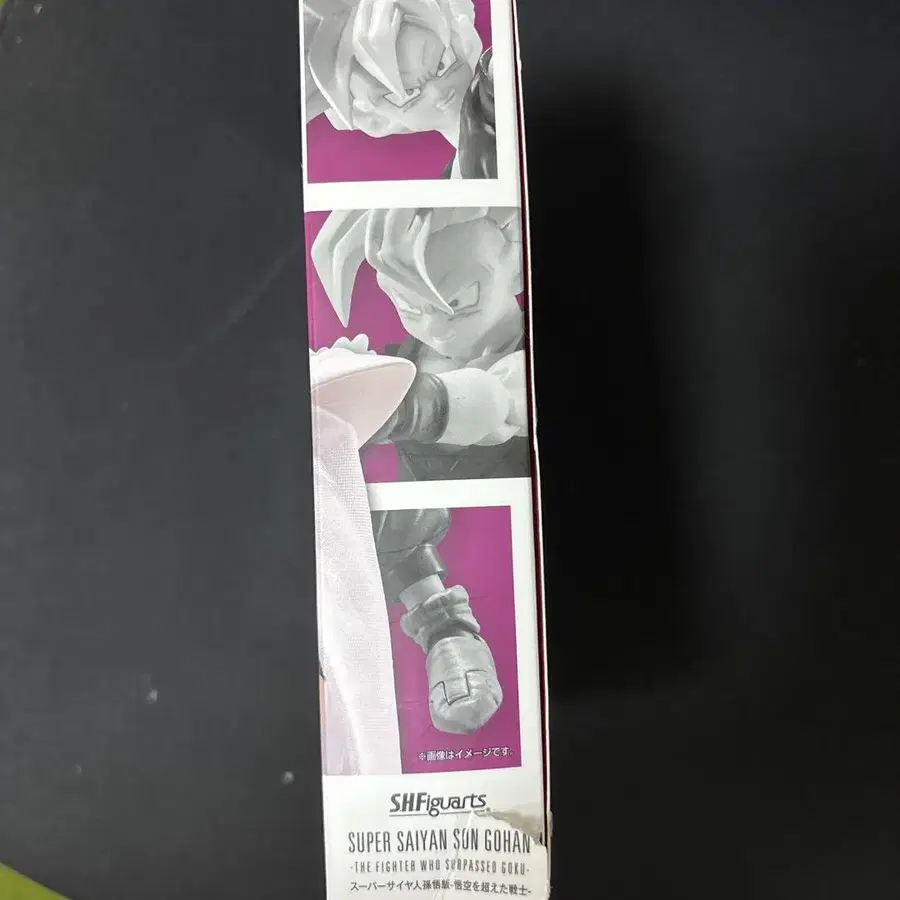 ※画像はイメージです。
S.H.Figuarts
SUPER SAIYAN SON GOHAN
-THE FIGHTER WHO SURPASSED GOKU-
スーパーサイヤ人孫悟飯-悟空を超えた戦士-